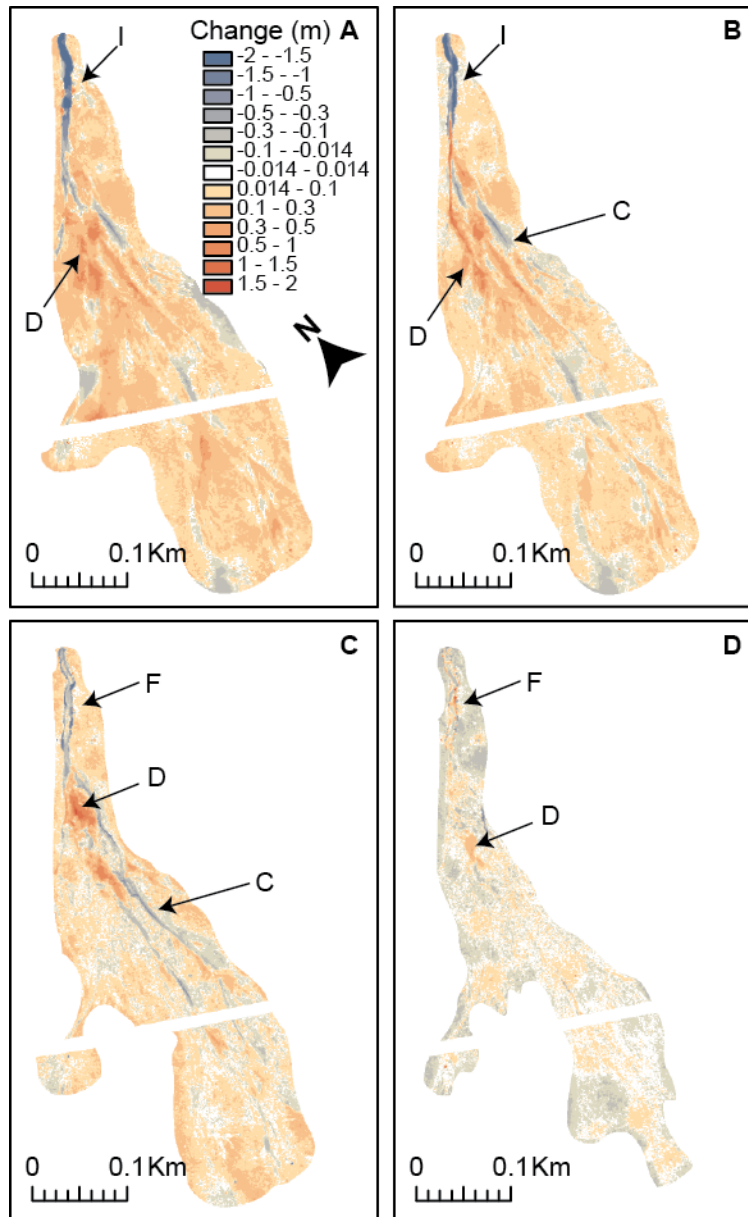 I
Change (m) A
-2 - -1.5
-1.5 - -1
-1 - -0.5
-0.5 - -0.3
-0.3 - -0.1
-0.1 - -0.014
-0.014 - 0.014
0.014 - 0.1
0.1 - 0.3
0.3 - 0.5
0.5 - 1
1 - 1.5
1.5 - 2
D
N
0 0.1Km
B
I
C
D
0 0.1Km
C
F
D
C
0 0.1Km
D
F
D
0 0.1Km